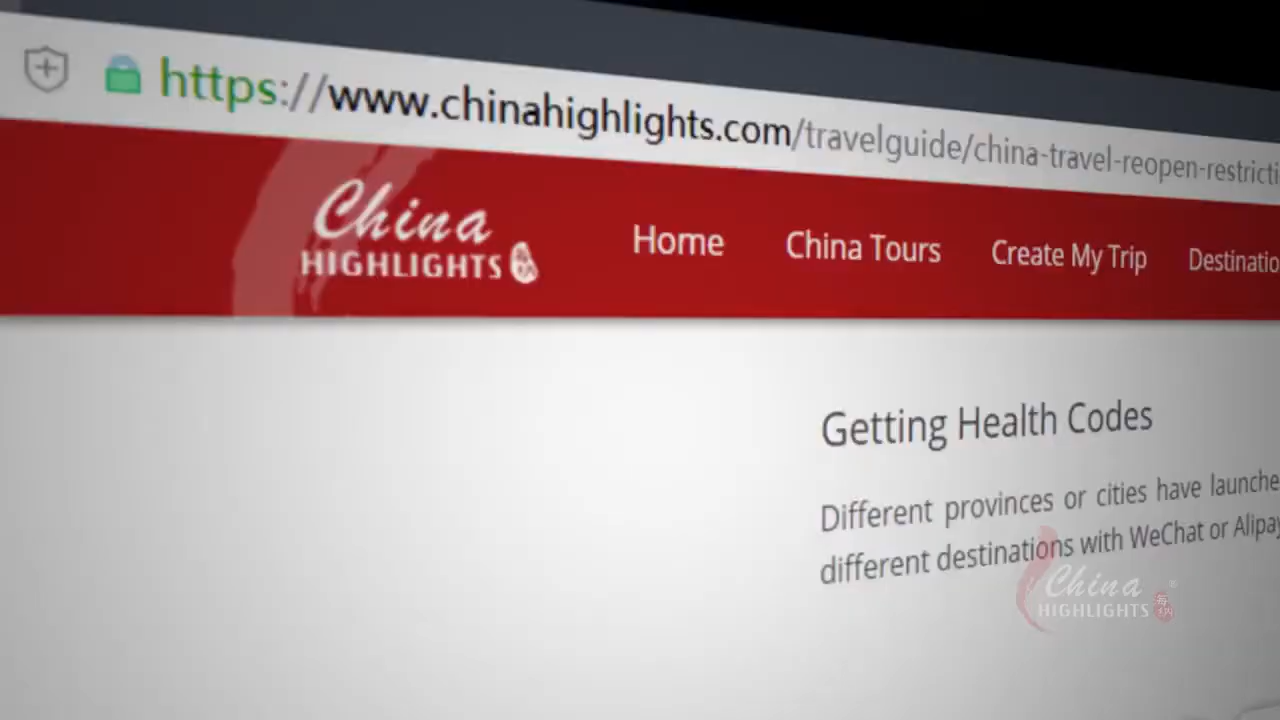 https://www.chinahighlights.com/travelguide/china-travel-reopen-restricti
China
HIGHLIGHTS
Home
China Tours
Create My Trip
Destinatio
Getting Health Codes
Different provinces or cities have launche
different destinations with WeChat or Alipay
China
HIGHLIGHTS